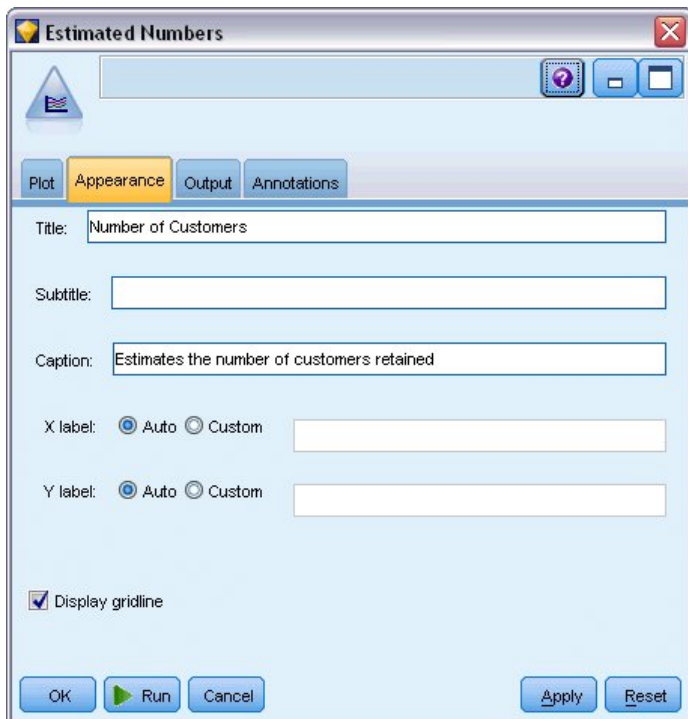 Estimated Numbers
?
Plot Appearance Output Annotations
Title: Number of Customers
Subtitle:
Caption: Estimates the number of customers retained
X label: Auto Custom
Y label: Auto Custom
Display gridline
OK Run Cancel Apply Reset